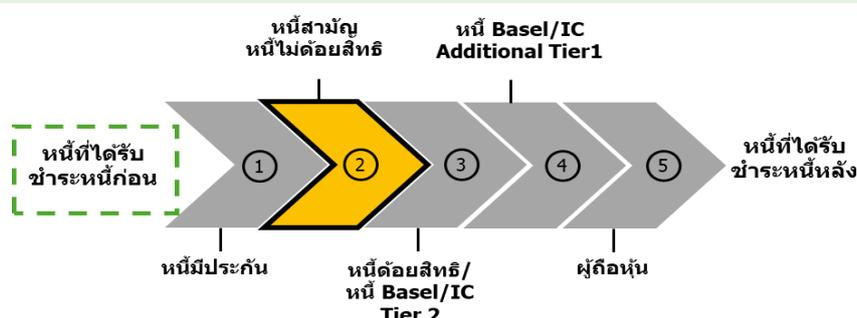 หนี้สามัญ
หนี้ไม่ด้อยสิทธิ
หนี้ Basel/IC
Additional Tier1
หนี้ที่ได้รับ
ชำระหนี้ก่อน
1
2
3
4
5
หนี้ที่ได้รับ
ชำระหนี้หลัง
หนี้มีประกัน
หนี้ด้อยสิทธิ/
หนี้ Basel/IC
Tier 2
ผู้ถือหุ้น